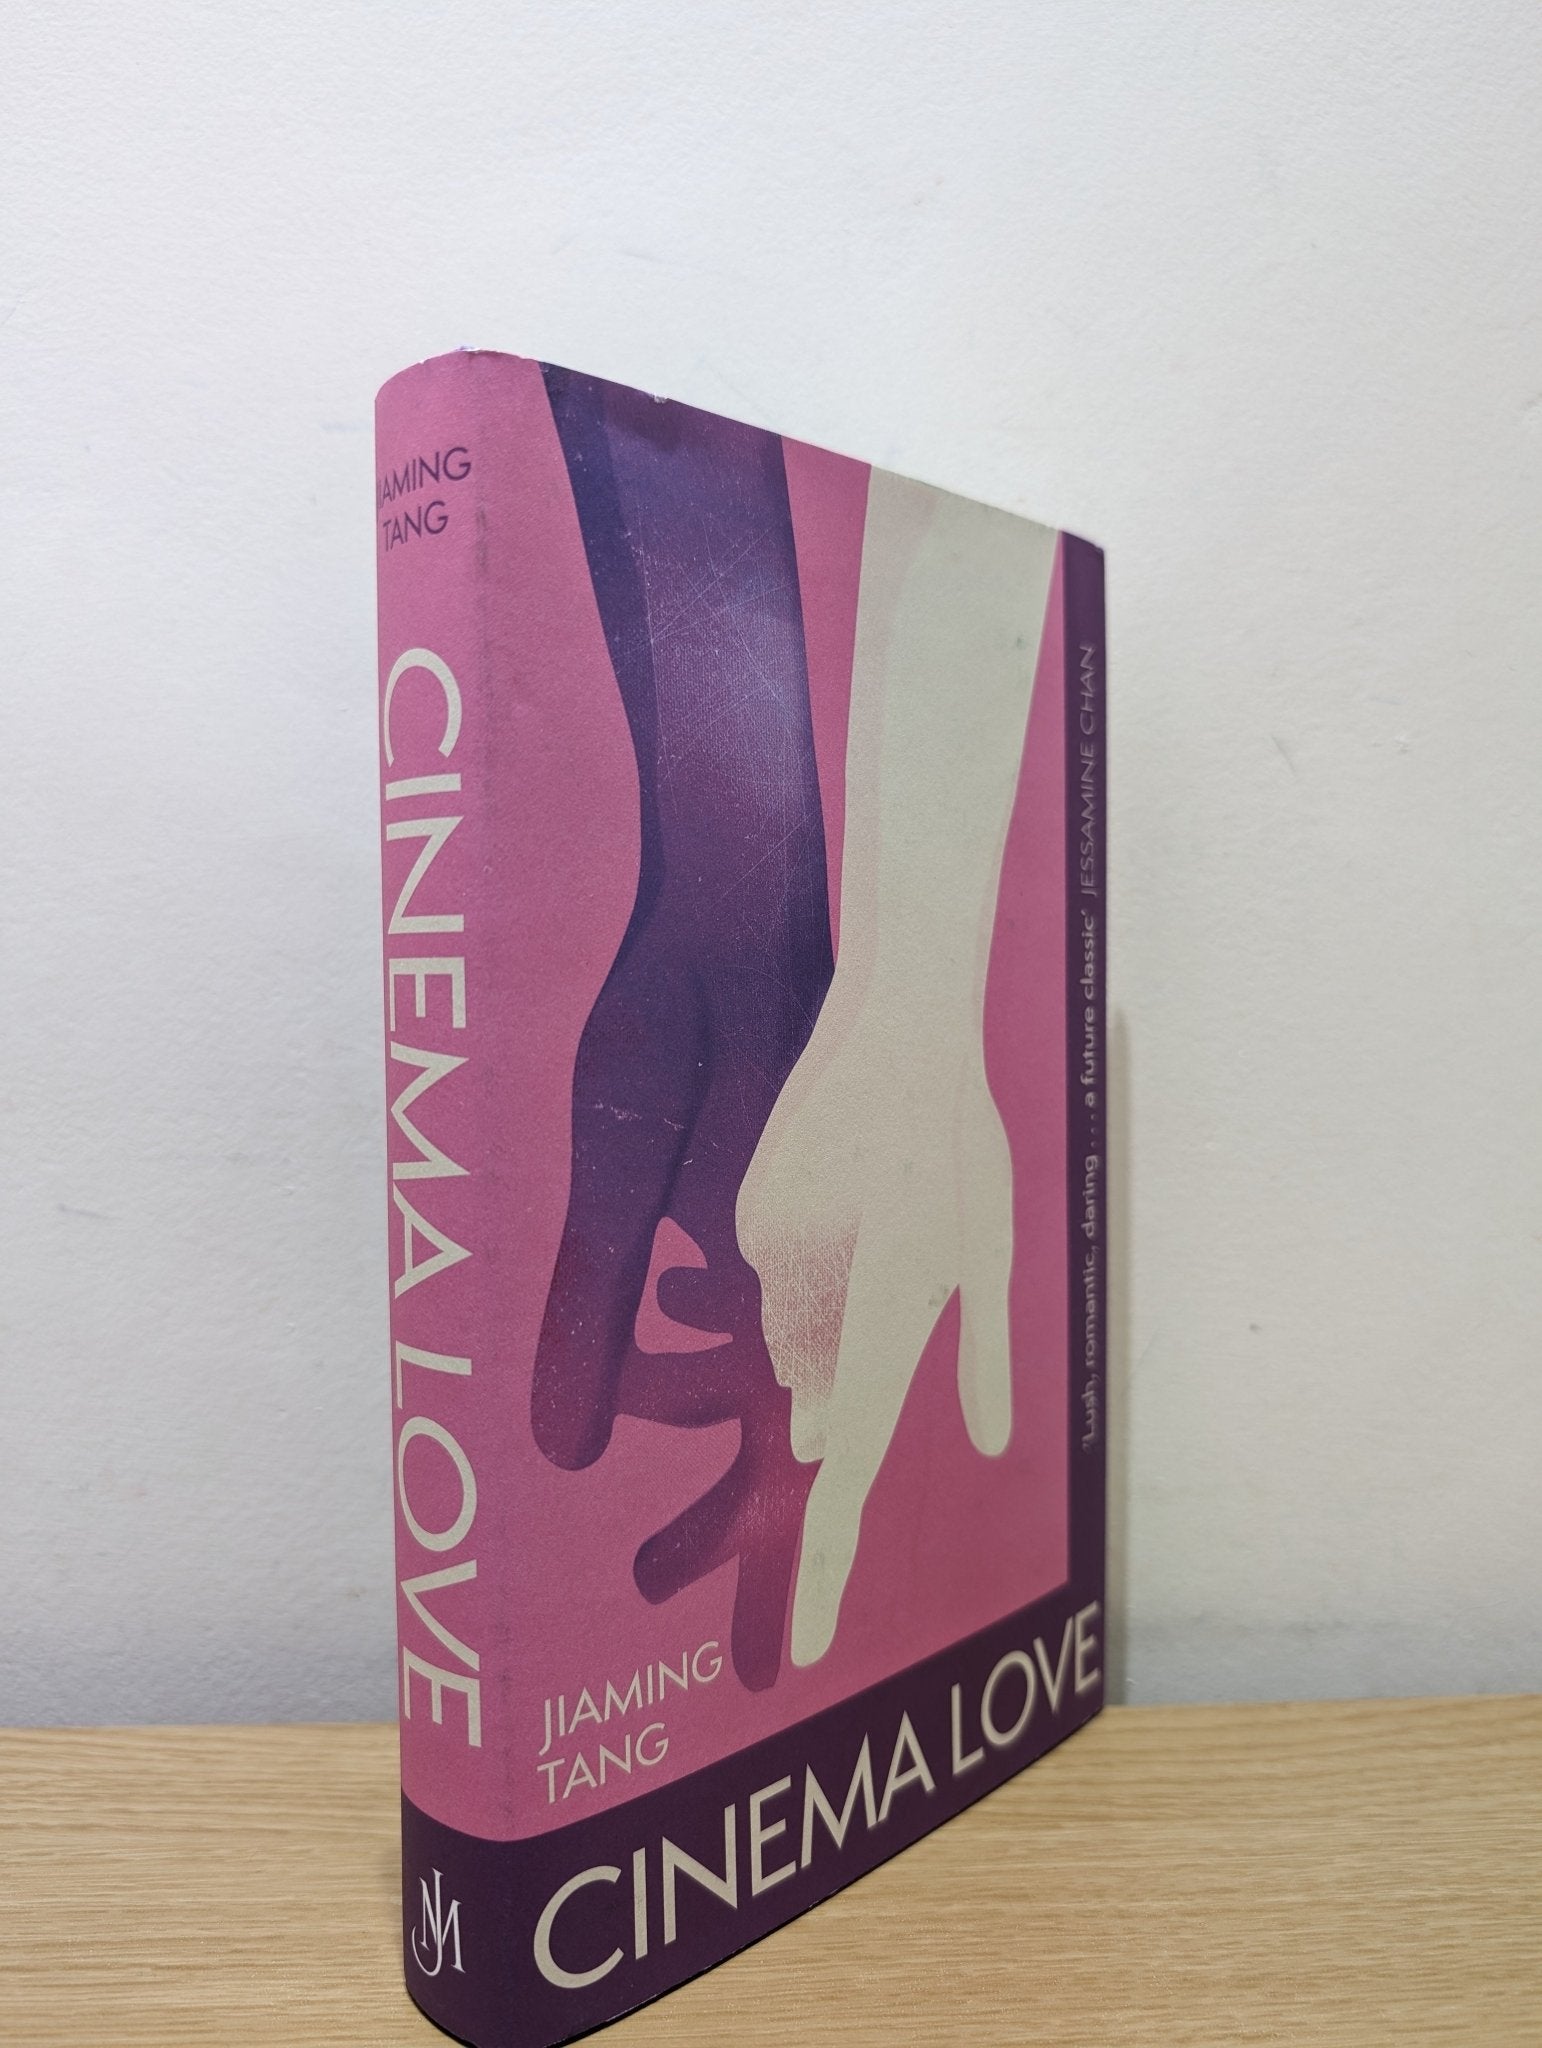 JIAMING
TANG
CINEMA LOVE
JM
JIAMING
TANG
CINEMA LOVE
'Lush, romantic, daring . . . a future classic' JESSAMINE CHAN